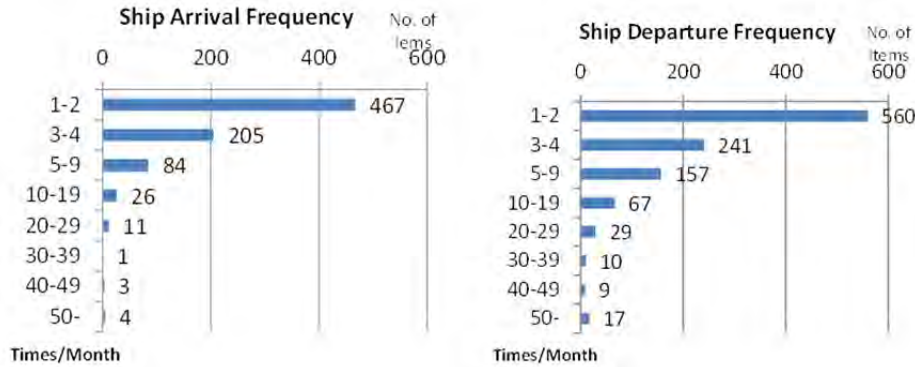 Ship Arrival Frequency
No. of
Iems
0 200 400 600
1-2 467
3-4 205
5-9 84
10-19 26
20-29 11
30-39 1
40-49 3
50- 4
Times/Month
Ship Departure Frequency
No. of
Items
0 200 400 600
1-2 560
3-4 241
5-9 157
10-19 67
20-29 29
30-39 10
40-49 9
50- 17
Times/Month